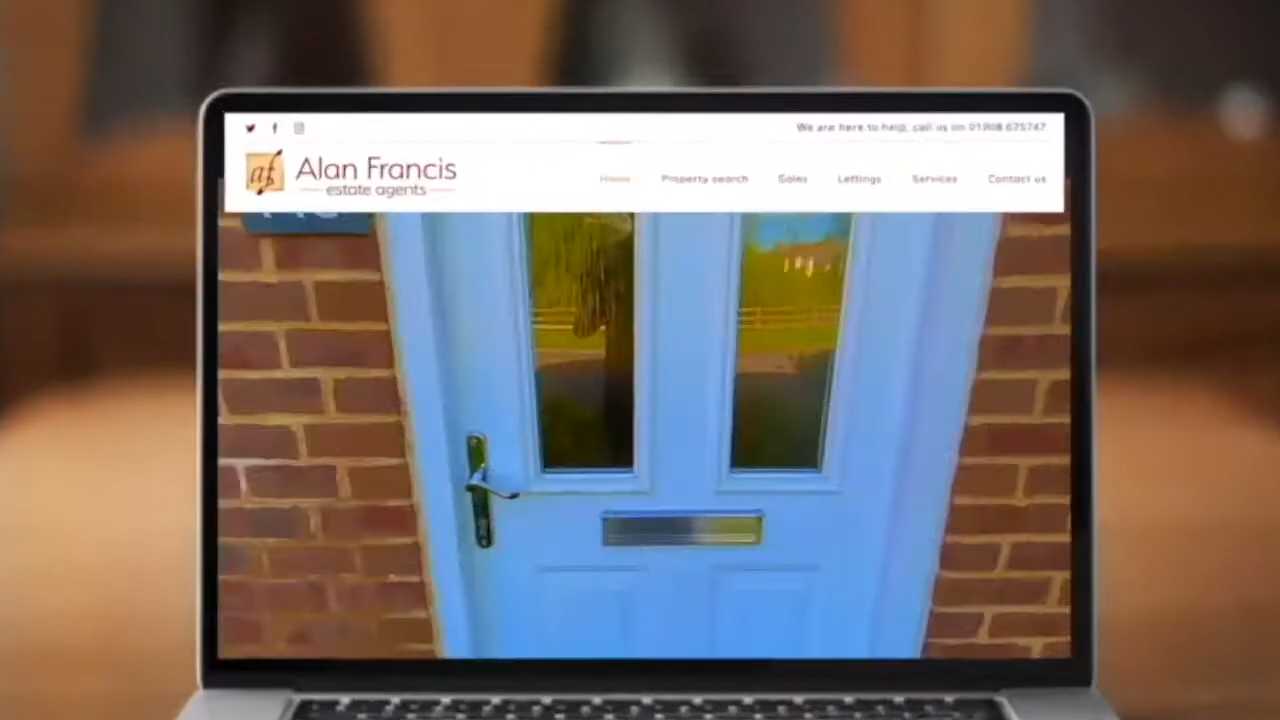 We are here to help, call us on 01908 675747
af Alan Francis
estate agents
Home Property search Sales Lettings Services Contact us